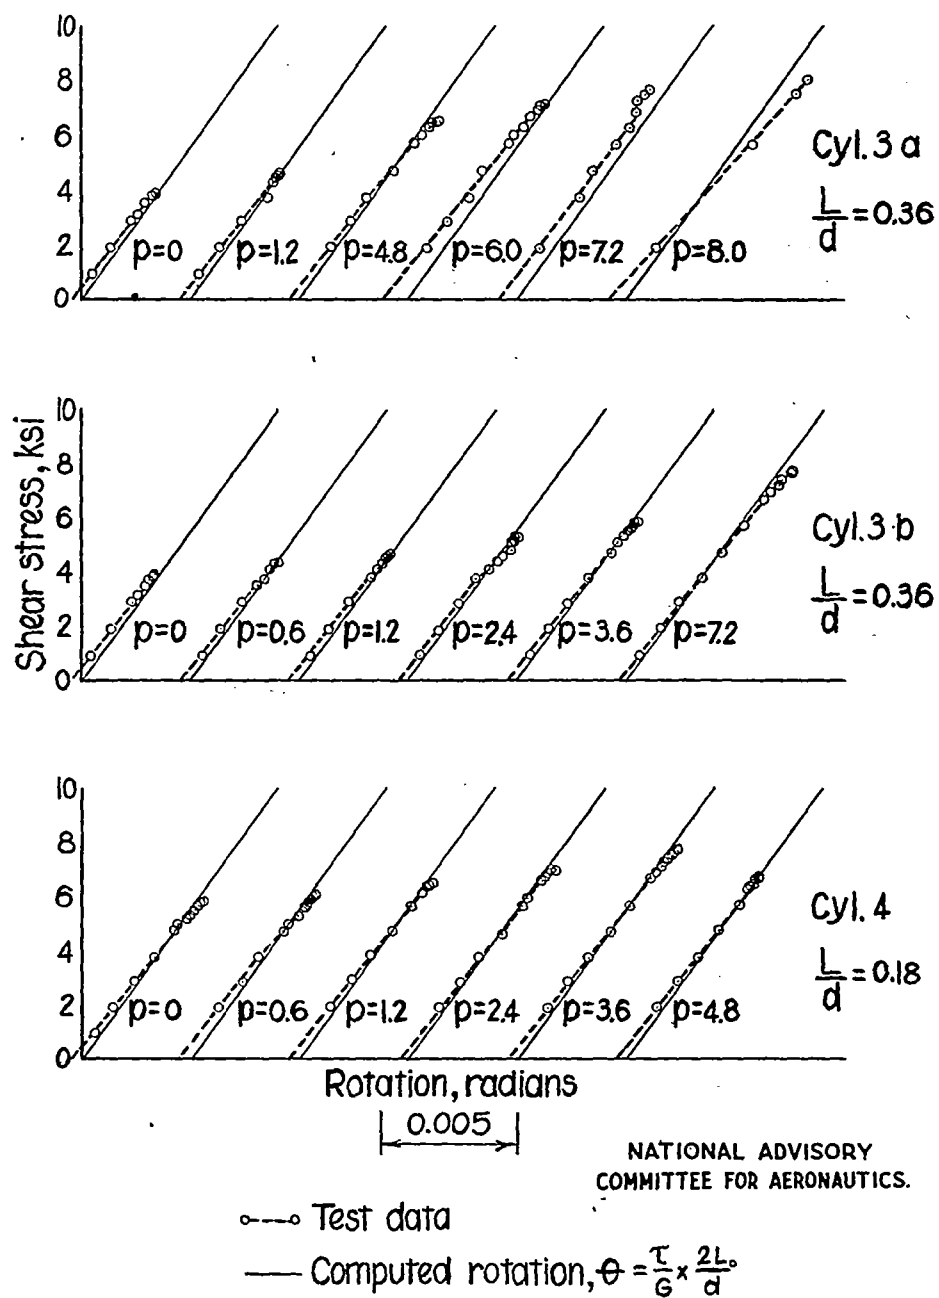 10
8
6
4
2
0
p=0
p=1.2
p=4.8
p=6.0
p=7.2
p=8.0
Cyl. 3a
L/d = 0.36
Shear stress, ksi
10
8
6
4
2
0
p=0
p=0.6
p=1.2
p=2.4
p=3.6
p=7.2
Cyl. 3b
L/d = 0.36
10
8
6
4
2
0
p=0
p=0.6
p=1.2
p=2.4
p=3.6
p=4.8
Cyl. 4
L/d = 0.18
Rotation, radians
0.005
NATIONAL ADVISORY
COMMITTEE FOR AERONAUTICS.
Test data
Computed rotation, θ = τ/G × 2L₀/d